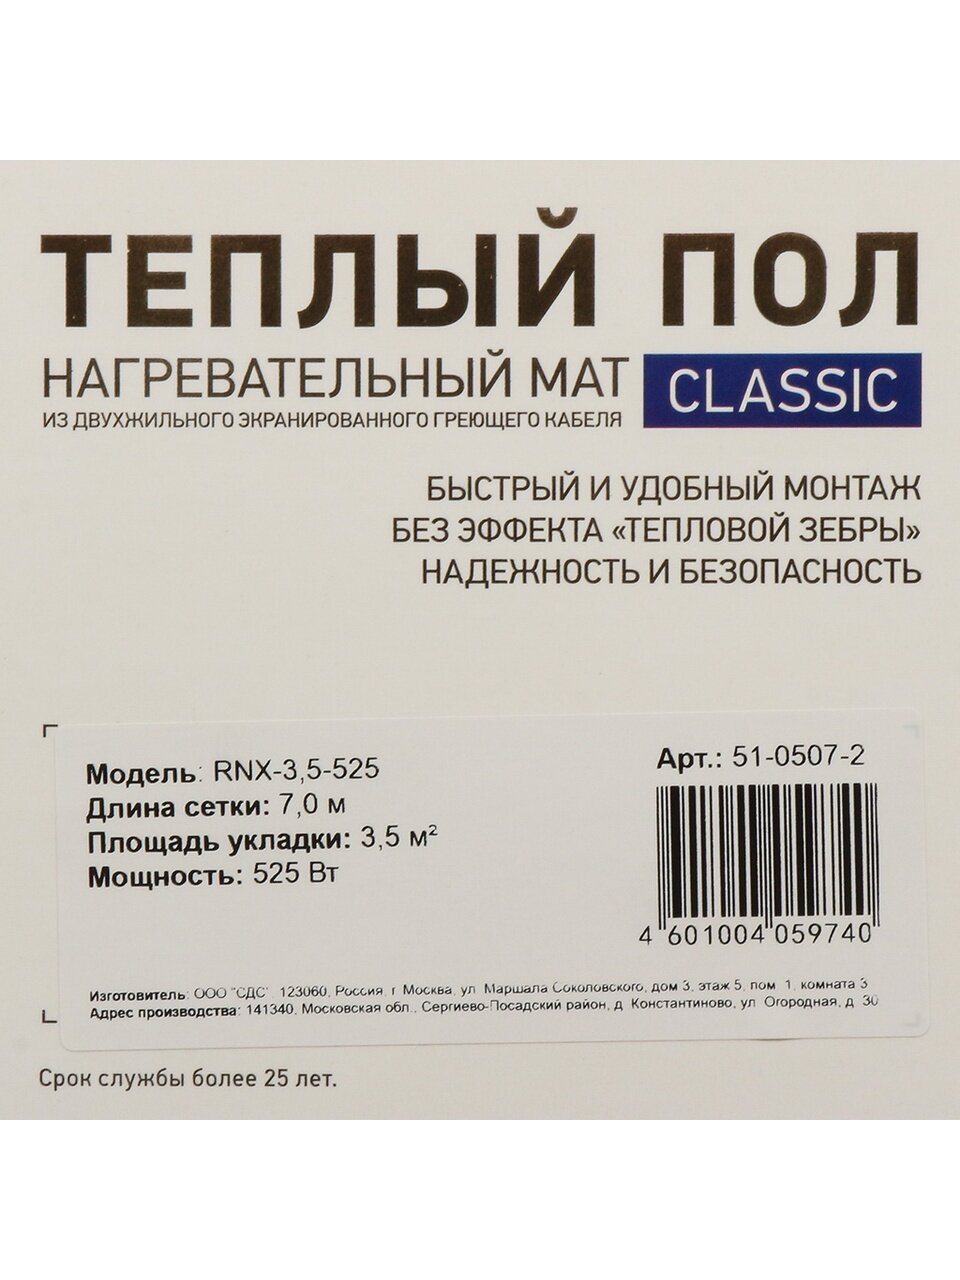 ТЕПЛЫЙ ПОЛ
НАГРЕВАТЕЛЬНЫЙ МАТ CLASSIC
ИЗ ДВУХЖИЛЬНОГО ЭКРАНИРОВАННОГО ГРЕЮЩЕГО КАБЕЛЯ
БЫСТРЫЙ И УДОБНЫЙ МОНТАЖ
БЕЗ ЭФФЕКТА «ТЕПЛОВОЙ ЗЕБРЫ»
НАДЕЖНОСТЬ И БЕЗОПАСНОСТЬ
Модель: RNX-3,5-525
Длина сетки: 7,0 м
Площадь укладки: 3,5 м²
Мощность: 525 Вт
Арт.: 51-0507-2
4 601004 059740
Изготовитель: ООО "СДС", 123060, Россия, г. Москва, ул. Маршала Соколовского, дом 3, этаж 5, пом. 1, комната 3
Адрес производства: 141340, Московская обл., Сергиево-Посадский район, д. Константиново, ул. Огородная, д. 30
Срок службы более 25 лет.